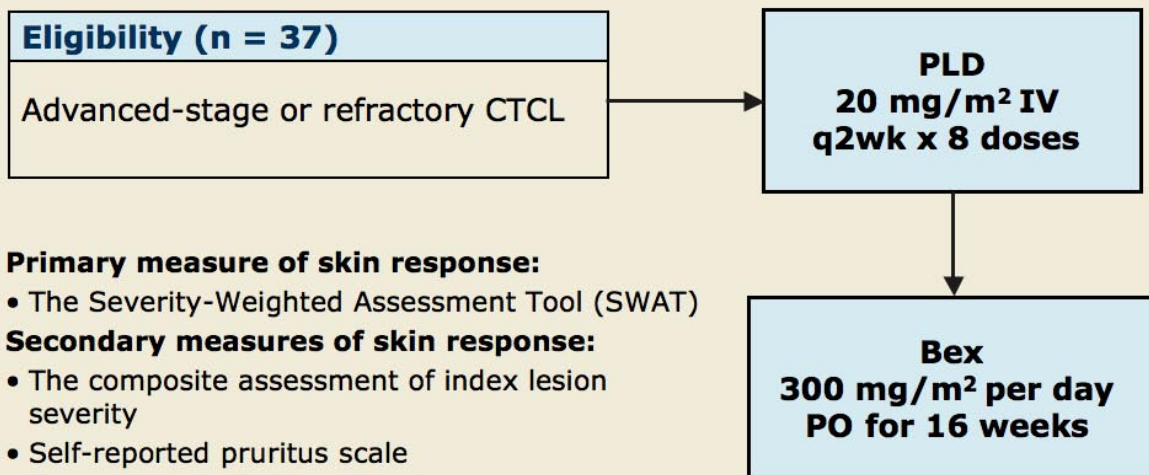 Eligibility (n = 37)
Advanced-stage or refractory CTCL
PLD
20 mg/m² IV
q2wk x 8 doses
Primary measure of skin response:
• The Severity-Weighted Assessment Tool (SWAT)
Secondary measures of skin response:
• The composite assessment of index lesion
severity
• Self-reported pruritus scale
Bex
300 mg/m² per day
PO for 16 weeks